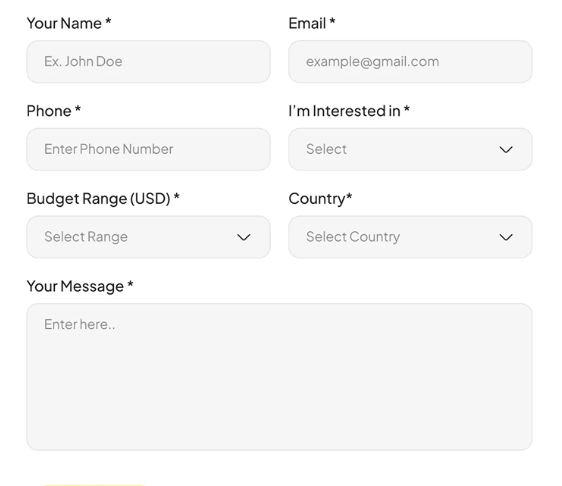 Your Name * Email *
Ex. John Doe example@gmail.com
Phone * I'm Interested in *
Enter Phone Number Select
Budget Range (USD) * Country*
Select Range Select Country
Your Message *
Enter here..